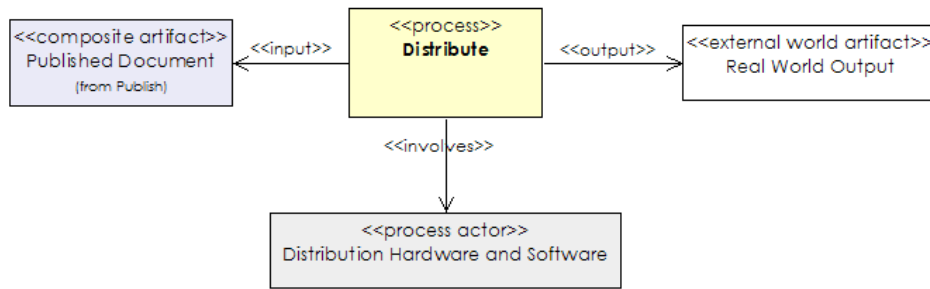 <<composite artifact>>
Published Document
(from Publish)
<<input>>
<<process>>
Distribute
<<output>>
<<external world artifact>>
Real World Output
<<involves>>
<<process actor>>
Distribution Hardware and Software